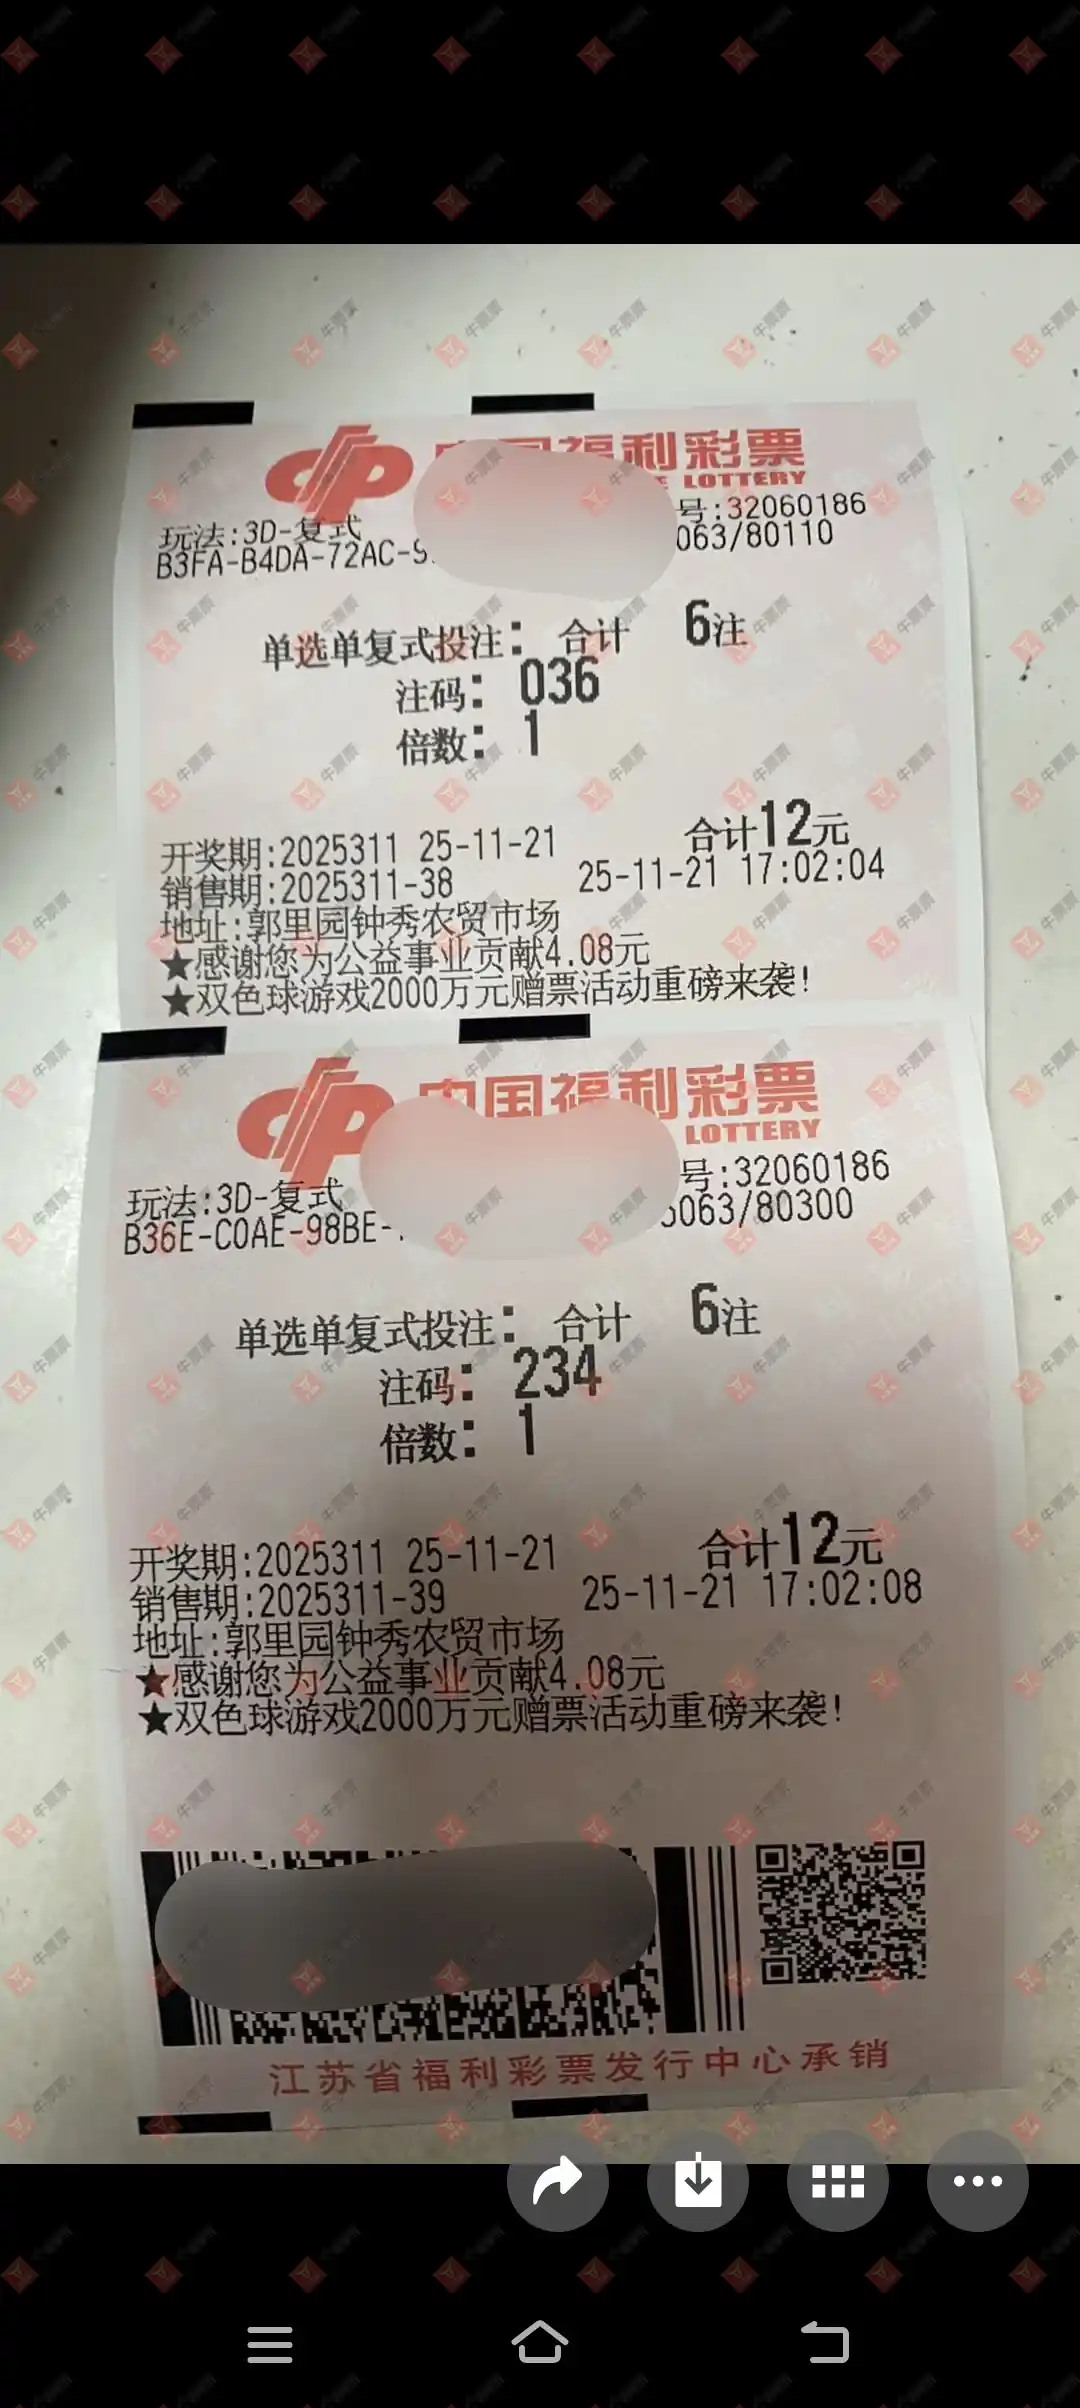 中国福利彩票
LOTTERY
玩法:3D-复式
号:32060186
B3FA-B4DA-72AC-9
063/80110
单选单复式投注: 合计 6注
注码: 036
倍数: 1
合计12元
开奖期:2025311 25-11-21
销售期:2025311-38 25-11-21 17:02:04
地址:郭里园钟秀农贸市场
★感谢您为公益事业贡献4.08元
★双色球游戏2000万元赠票活动重磅来袭!
中国福利彩票
LOTTERY
玩法:3D-复式
号:32060186
B36E-C0AE-98BE-
5063/80300
单选单复式投注: 合计 6注
注码: 234
倍数: 1
合计12元
开奖期:2025311 25-11-21
销售期:2025311-39 25-11-21 17:02:08
地址:郭里园钟秀农贸市场
★感谢您为公益事业贡献4.08元
★双色球游戏2000万元赠票活动重磅来袭!
江苏省福利彩票发行中心承销
牛票票